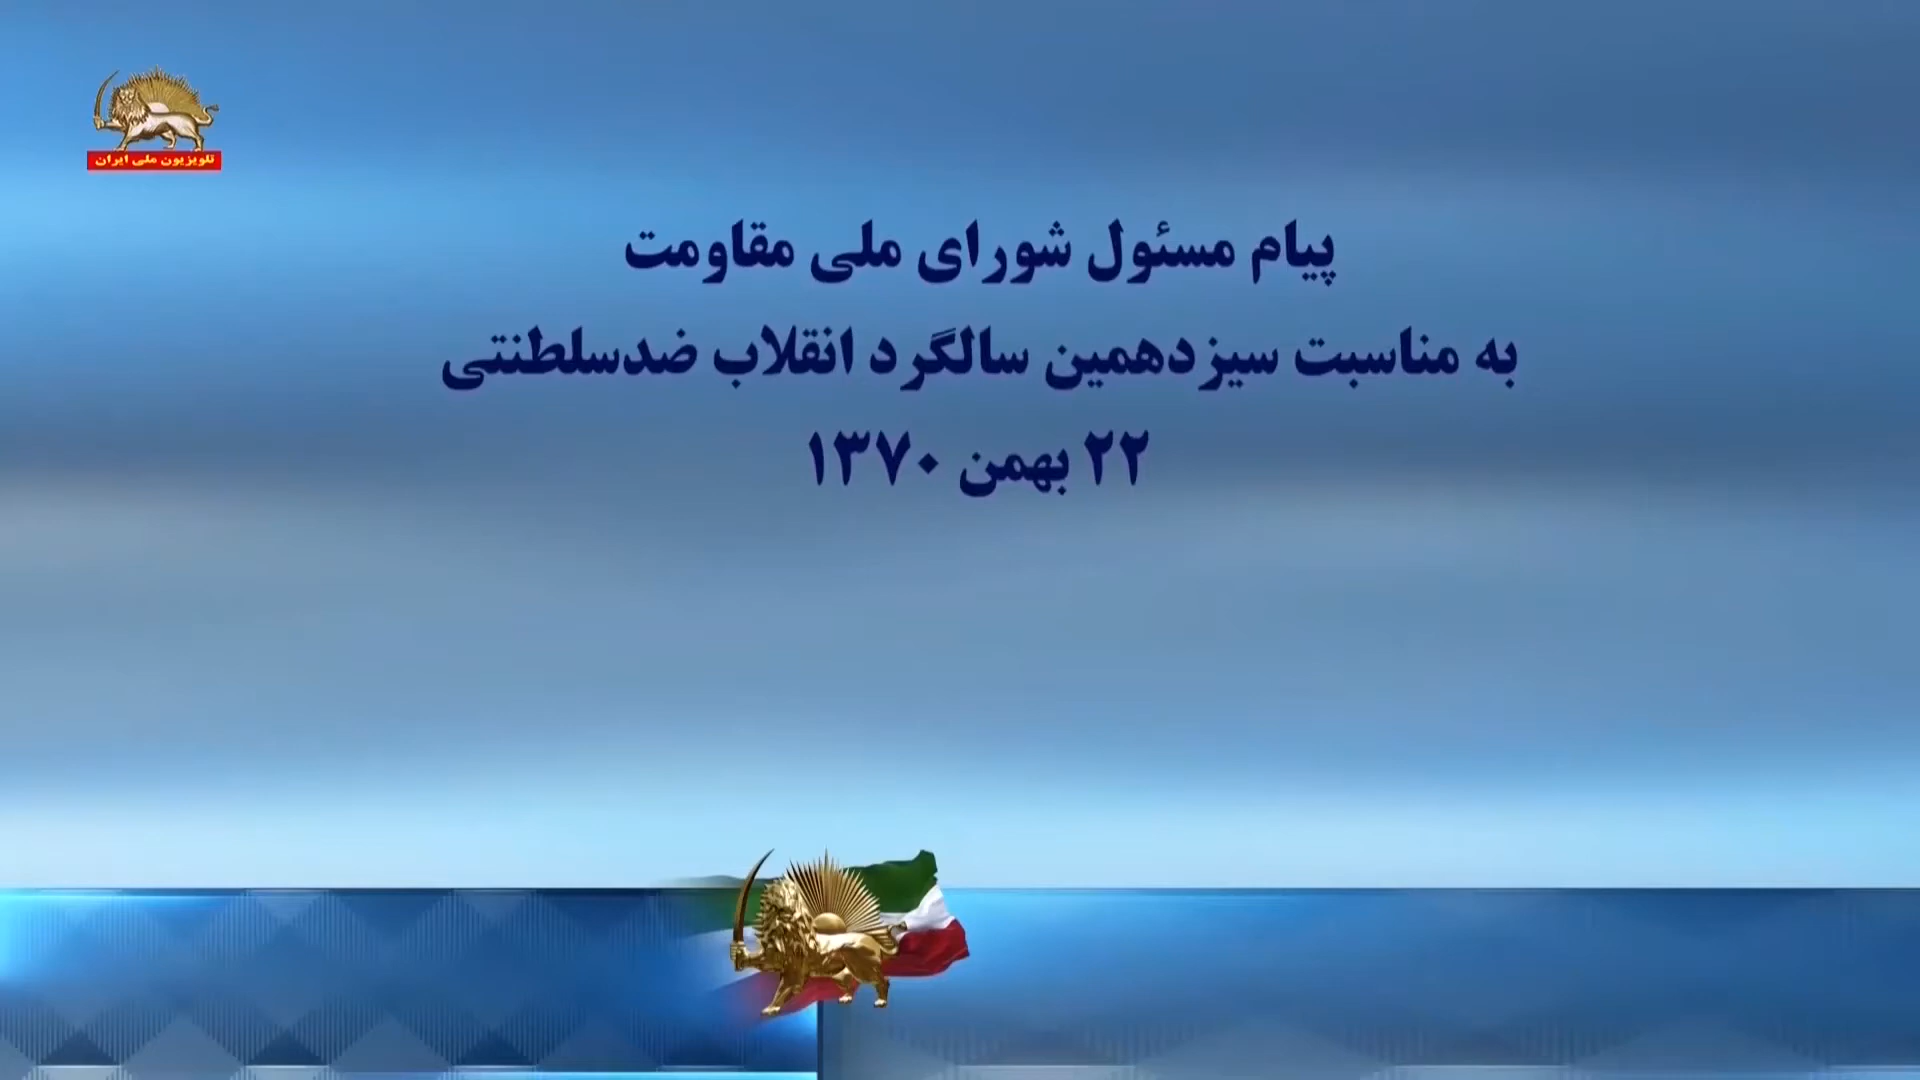 تلویزیون ملی ایران
پیام مسئول شورای ملی مقاومت
به مناسبت سیزدهمین سالگرد انقلاب ضدسلطنتی
۲۲ بهمن ۱۳۷۰